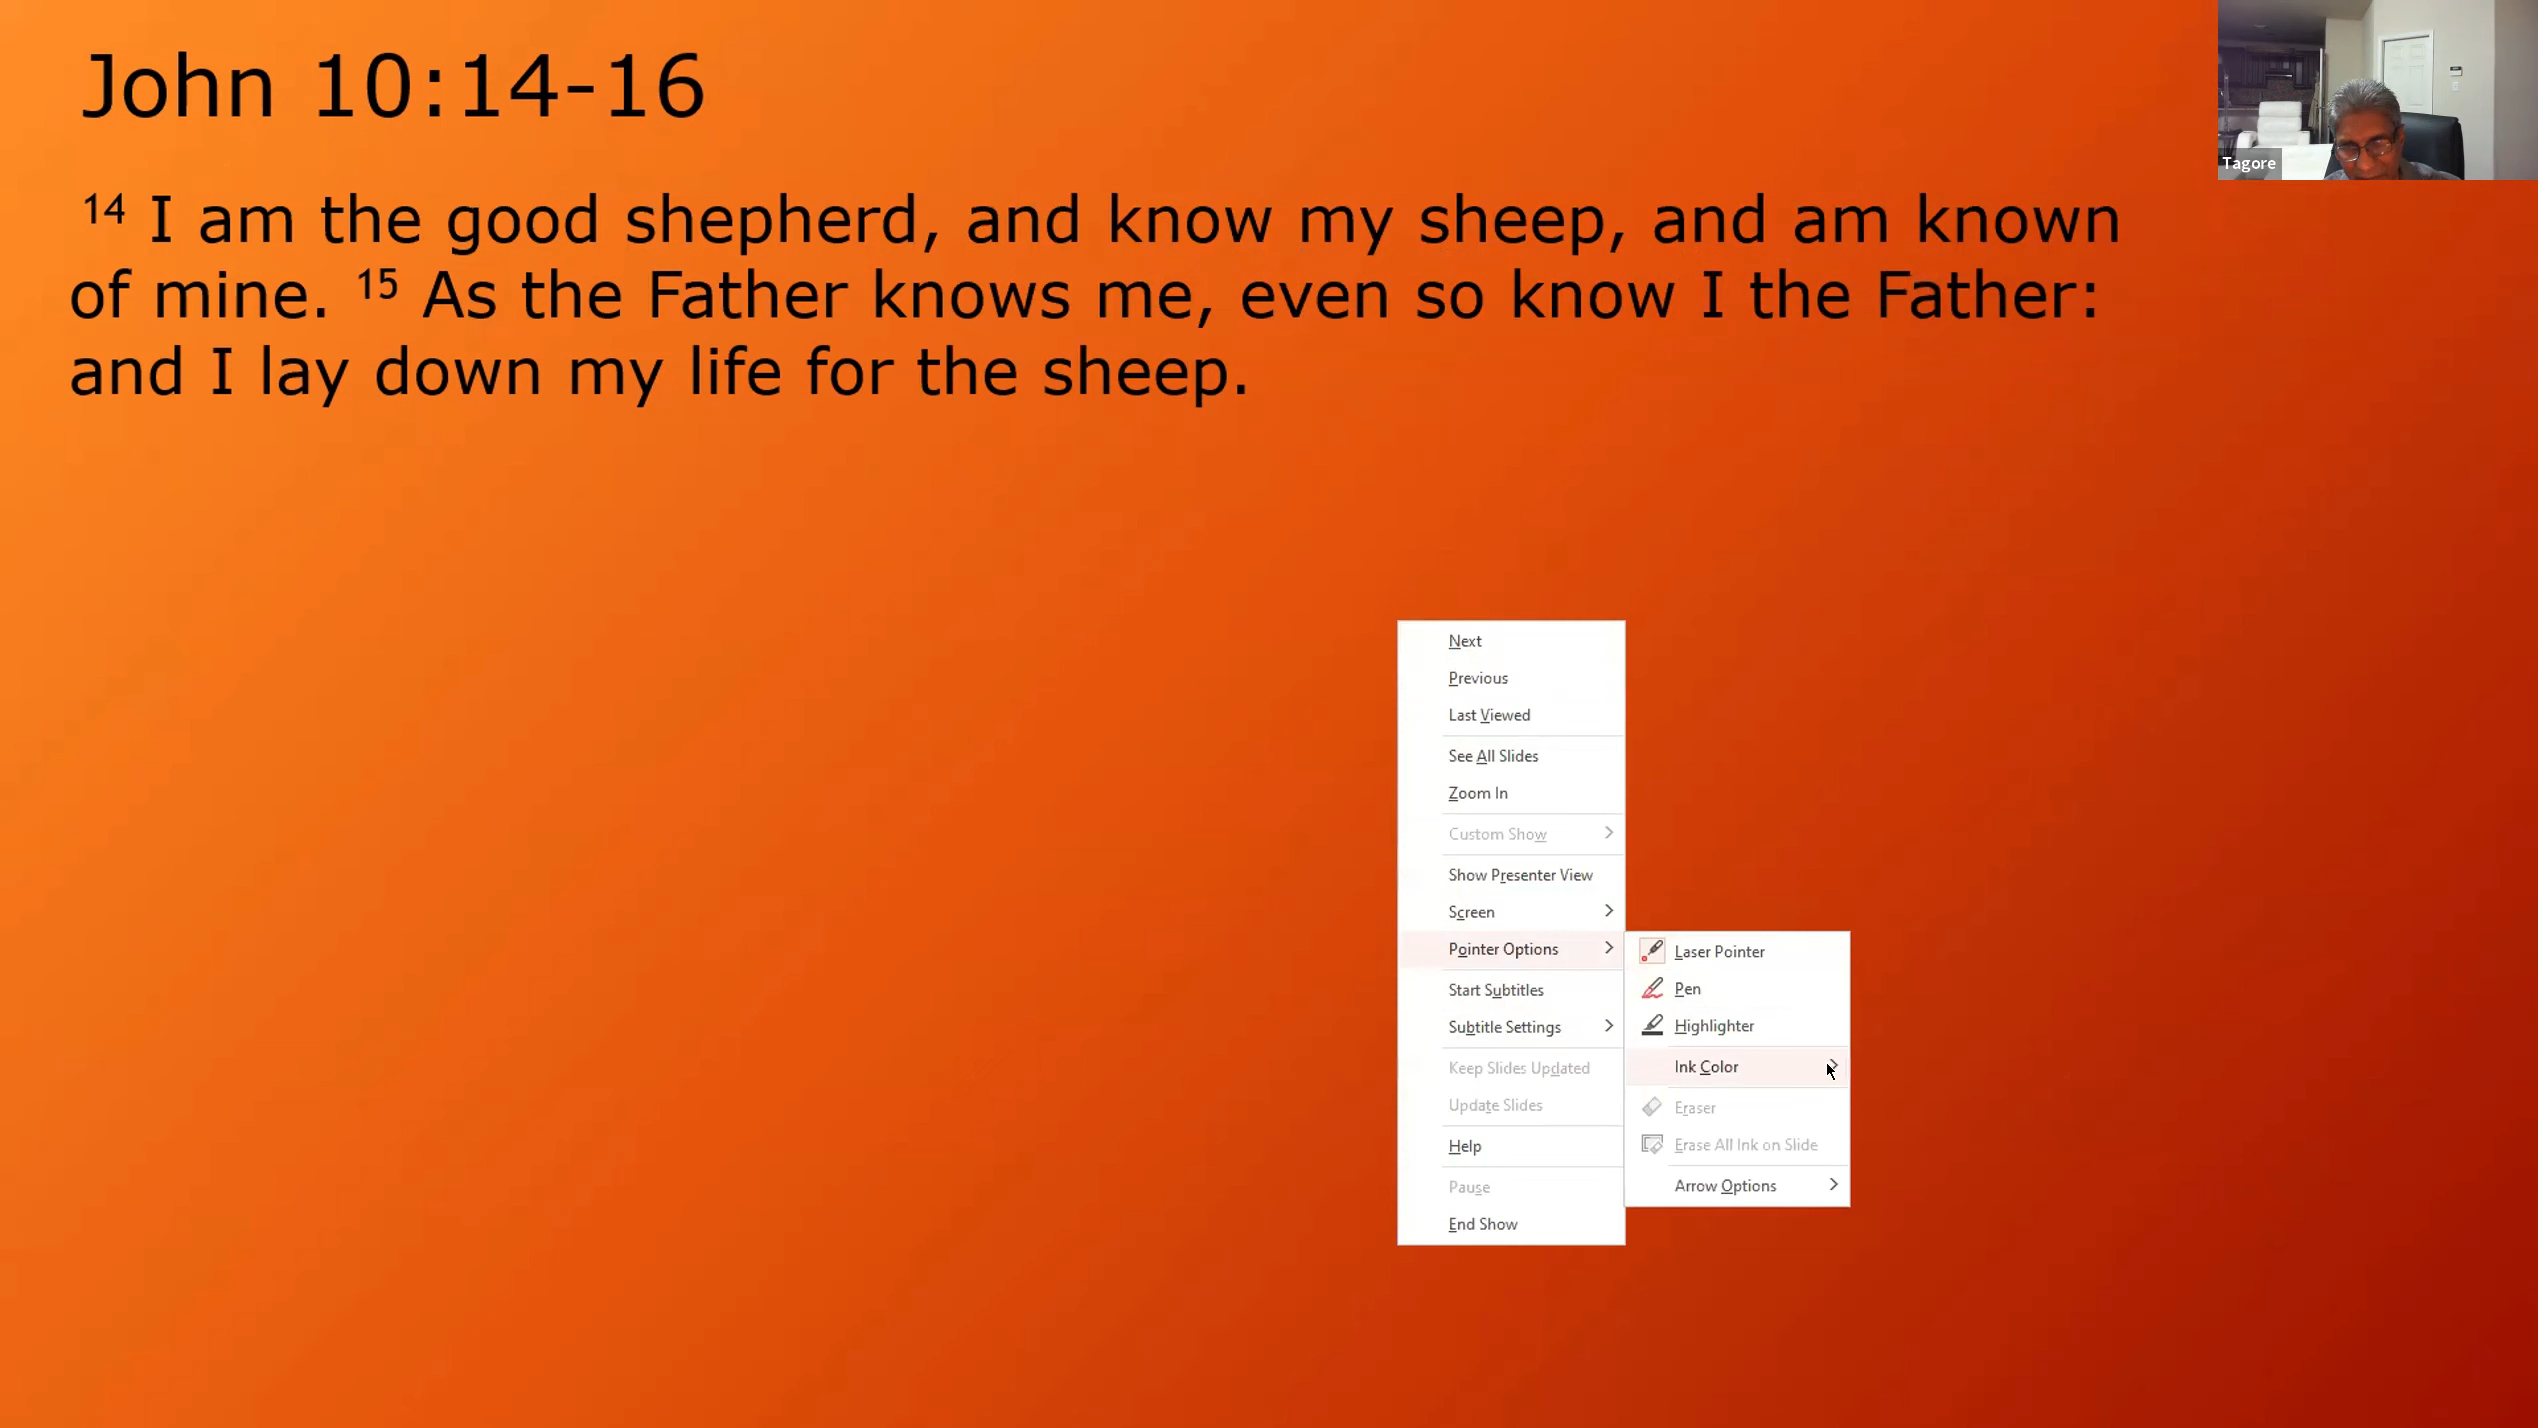 John 10:14-16
Tagore
14 I am the good shepherd, and know my sheep, and am known
of mine. 15 As the Father knows me, even so know I the Father:
and I lay down my life for the sheep.
Next
Previous
Last Viewed
See All Slides
Zoom In
Custom Show
Show Presenter View
Screen
Pointer Options
Start Subtitles
Subtitle Settings
Keep Slides Updated
Update Slides
Help
Pause
End Show
Laser Pointer
Pen
Highlighter
Ink Color
Eraser
Erase All Ink on Slide
Arrow Options